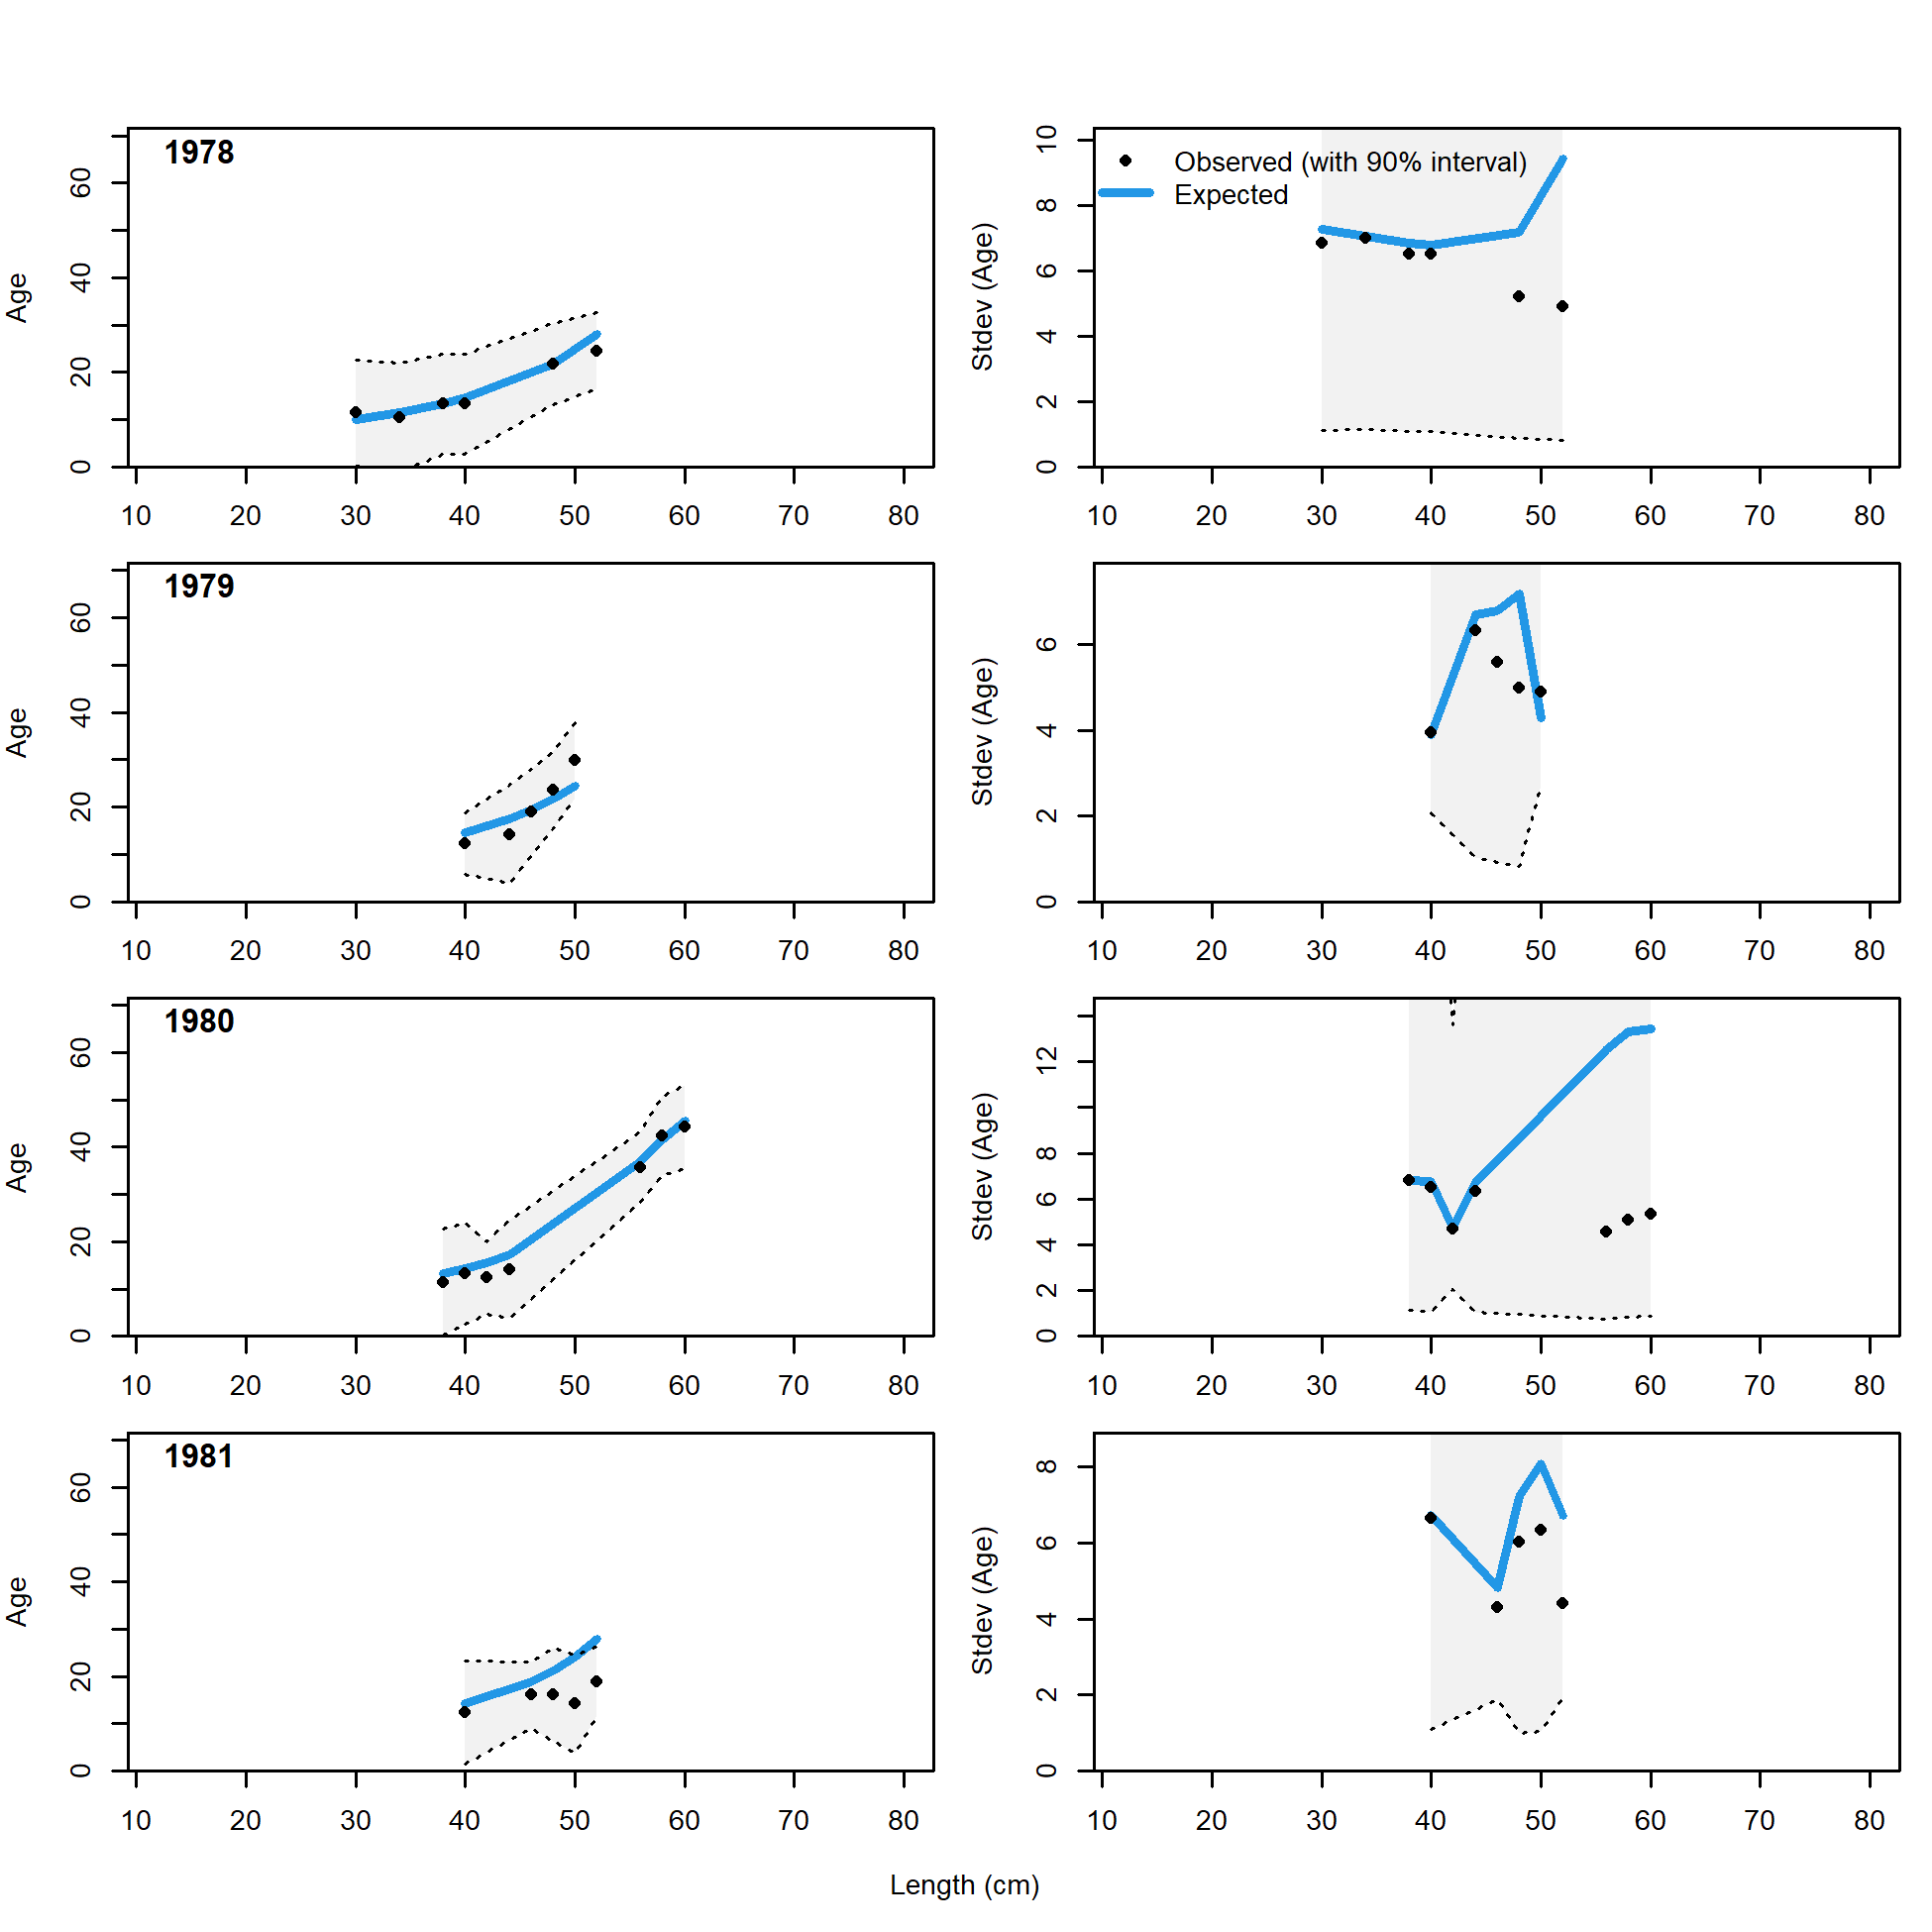 1978
Age
0 20 40 60
10 20 30 40 50 60 70 80
Observed (with 90% interval)
Expected
Stdev (Age)
0 2 4 6 8 10
10 20 30 40 50 60 70 80
1979
Age
0 20 40 60
10 20 30 40 50 60 70 80
Stdev (Age)
0 2 4 6
10 20 30 40 50 60 70 80
1980
Age
0 20 40 60
10 20 30 40 50 60 70 80
Stdev (Age)
0 2 4 6 8 12
10 20 30 40 50 60 70 80
1981
Age
0 20 40 60
10 20 30 40 50 60 70 80
Stdev (Age)
0 2 4 6 8
10 20 30 40 50 60 70 80
Length (cm)